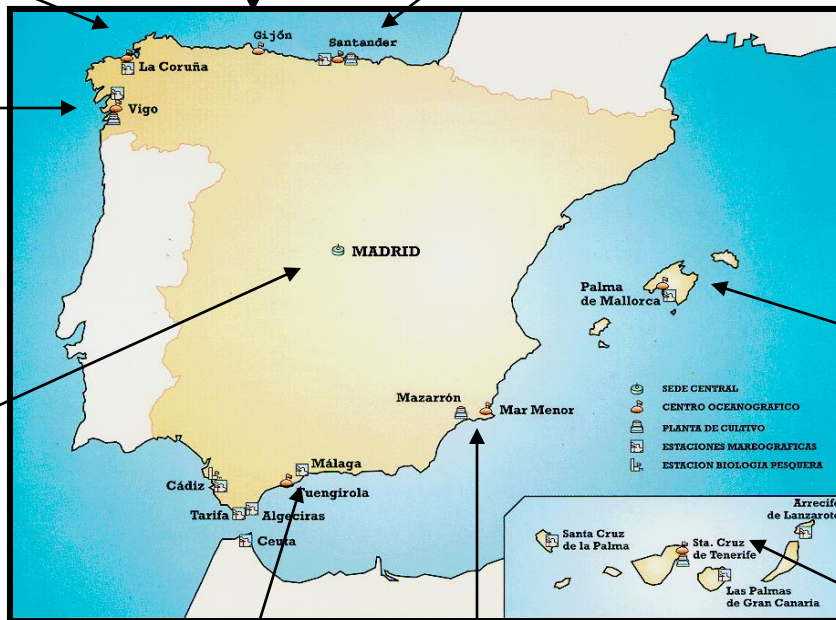 Gijón
Santander
La Coruña
Vigo
MADRID
Palma
de Mallorca
Mazarrón
Mar Menor
SEDE CENTRAL
CENTRO OCEANOGRAFICO
PLANTA DE CULTIVO
ESTACIONES MAREOGRAFICAS
ESTACION BIOLOGIA PESQUERA
Málaga
Cádiz
Fuengirola
Tarifa
Algeciras
Ceuta
Arrecife
de Lanzarote
Santa Cruz
de la Palma
Sta. Cruz
de Tenerife
Las Palmas
de Gran Canaria